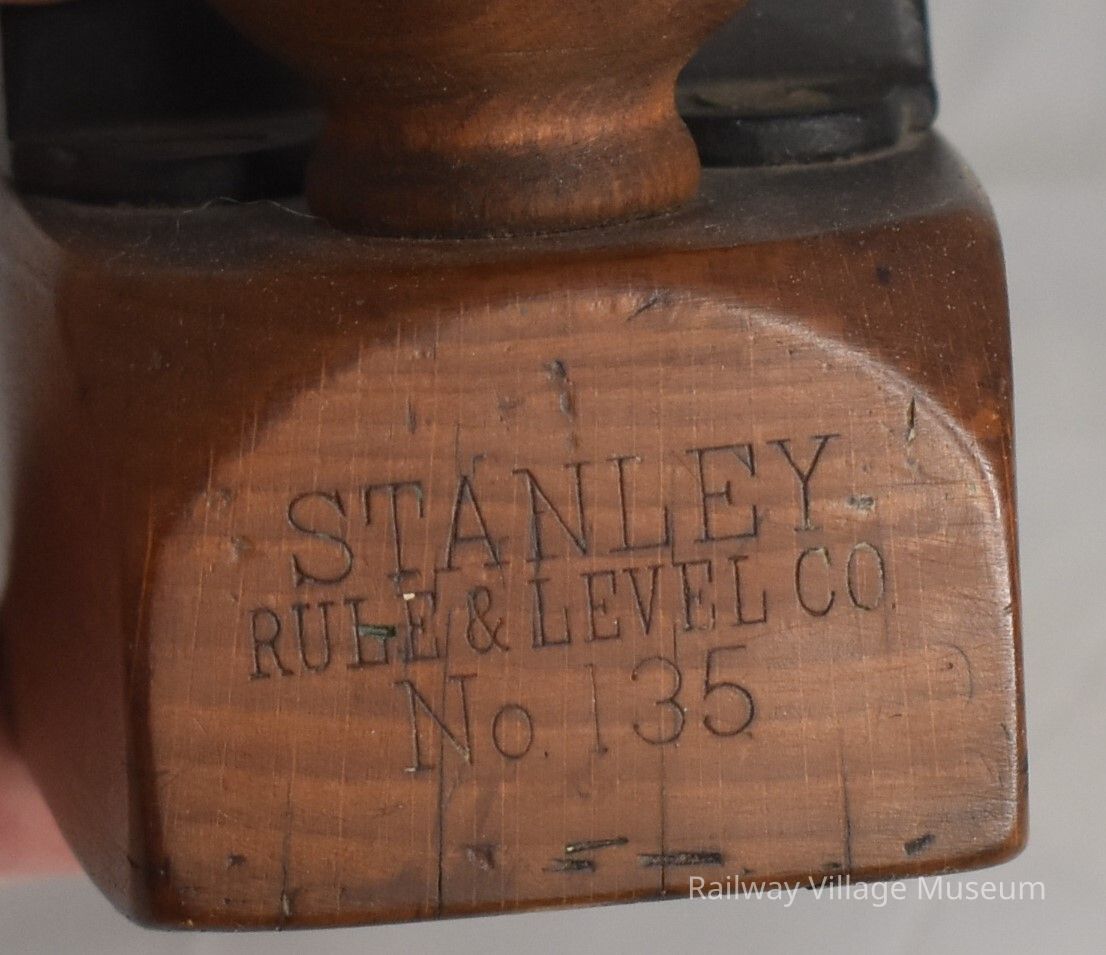 STANLEY
RULE & LEVEL CO.
No. 135
Railway Village Museum